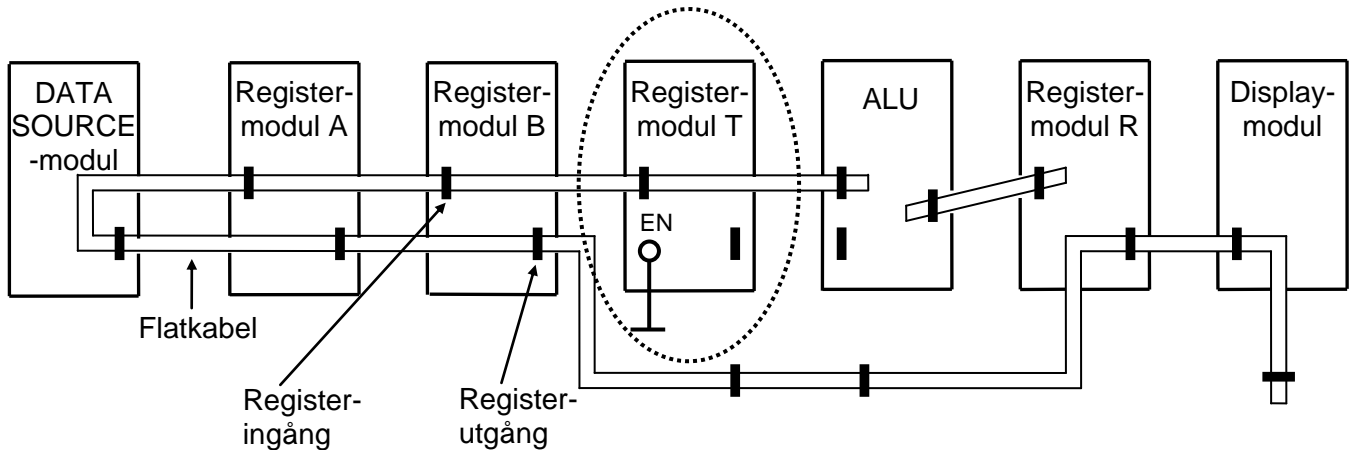 DATA
SOURCE
-modul
Register-
modul A
Register-
modul B
Register-
modul T
ALU
Register-
modul R
Display-
modul
EN
Flatkabel
Register-
ingång
Register-
utgång